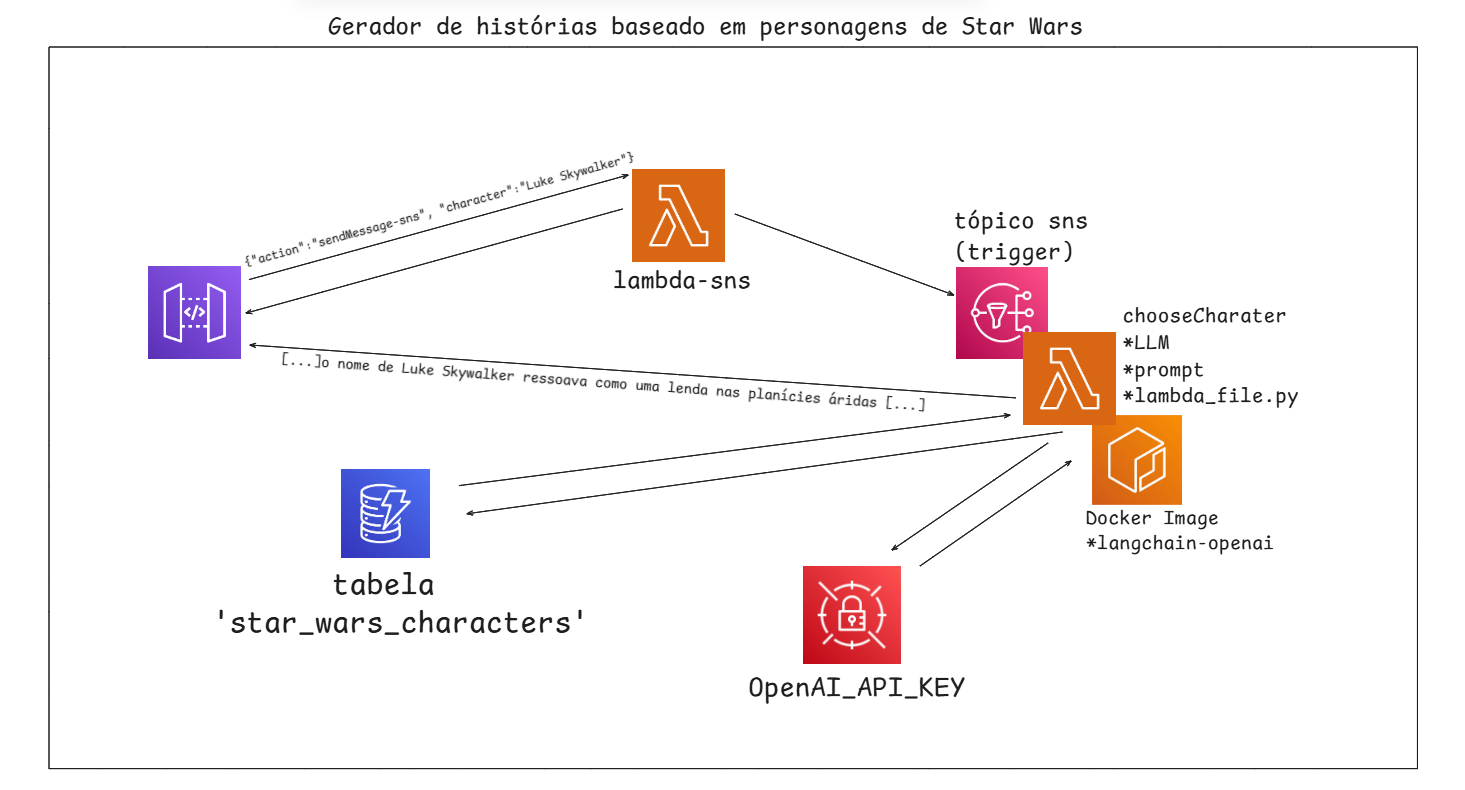 Gerador de histórias baseado em personagens de Star Wars
{"action":"sendMessage-sns", "character":"Luke Skywalker"}
lambda-sns
tópico sns
(trigger)
</>
chooseCharater
*LLM
*prompt
*lambda_file.py
[...]o nome de Luke Skywalker ressoava como uma lenda nas planícies áridas [...]
Docker Image
*langchain-openai
tabela
'star_wars_characters'
OpenAI_API_KEY